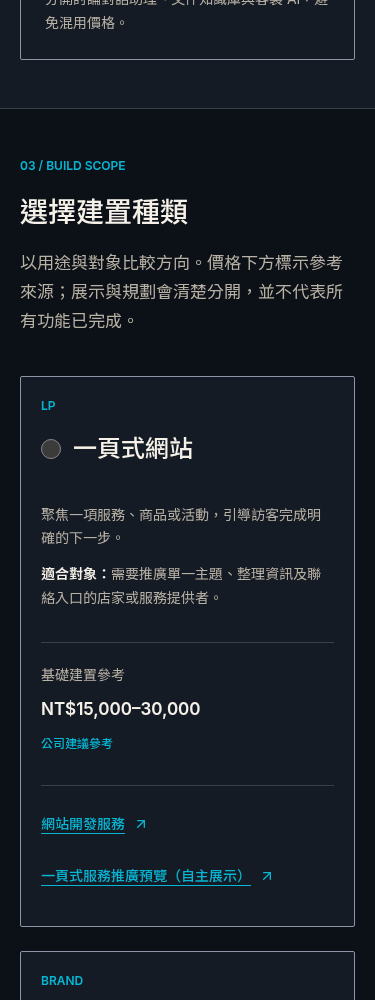 免混用價格。
03 / BUILD SCOPE
選擇建置種類
以用途與對象比較方向。價格下方標示參考
來源；展示與規劃會清楚分開，並不代表所
有功能已完成。
LP
一頁式網站
聚焦一項服務、商品或活動，引導訪客完成明
確的下一步。
適合對象：需要推廣單一主題、整理資訊及聯
絡入口的店家或服務提供者。
基礎建置參考
NT$15,000–30,000
公司建議參考
網站開發服務
一頁式服務推廣預覽（自主展示）
BRAND